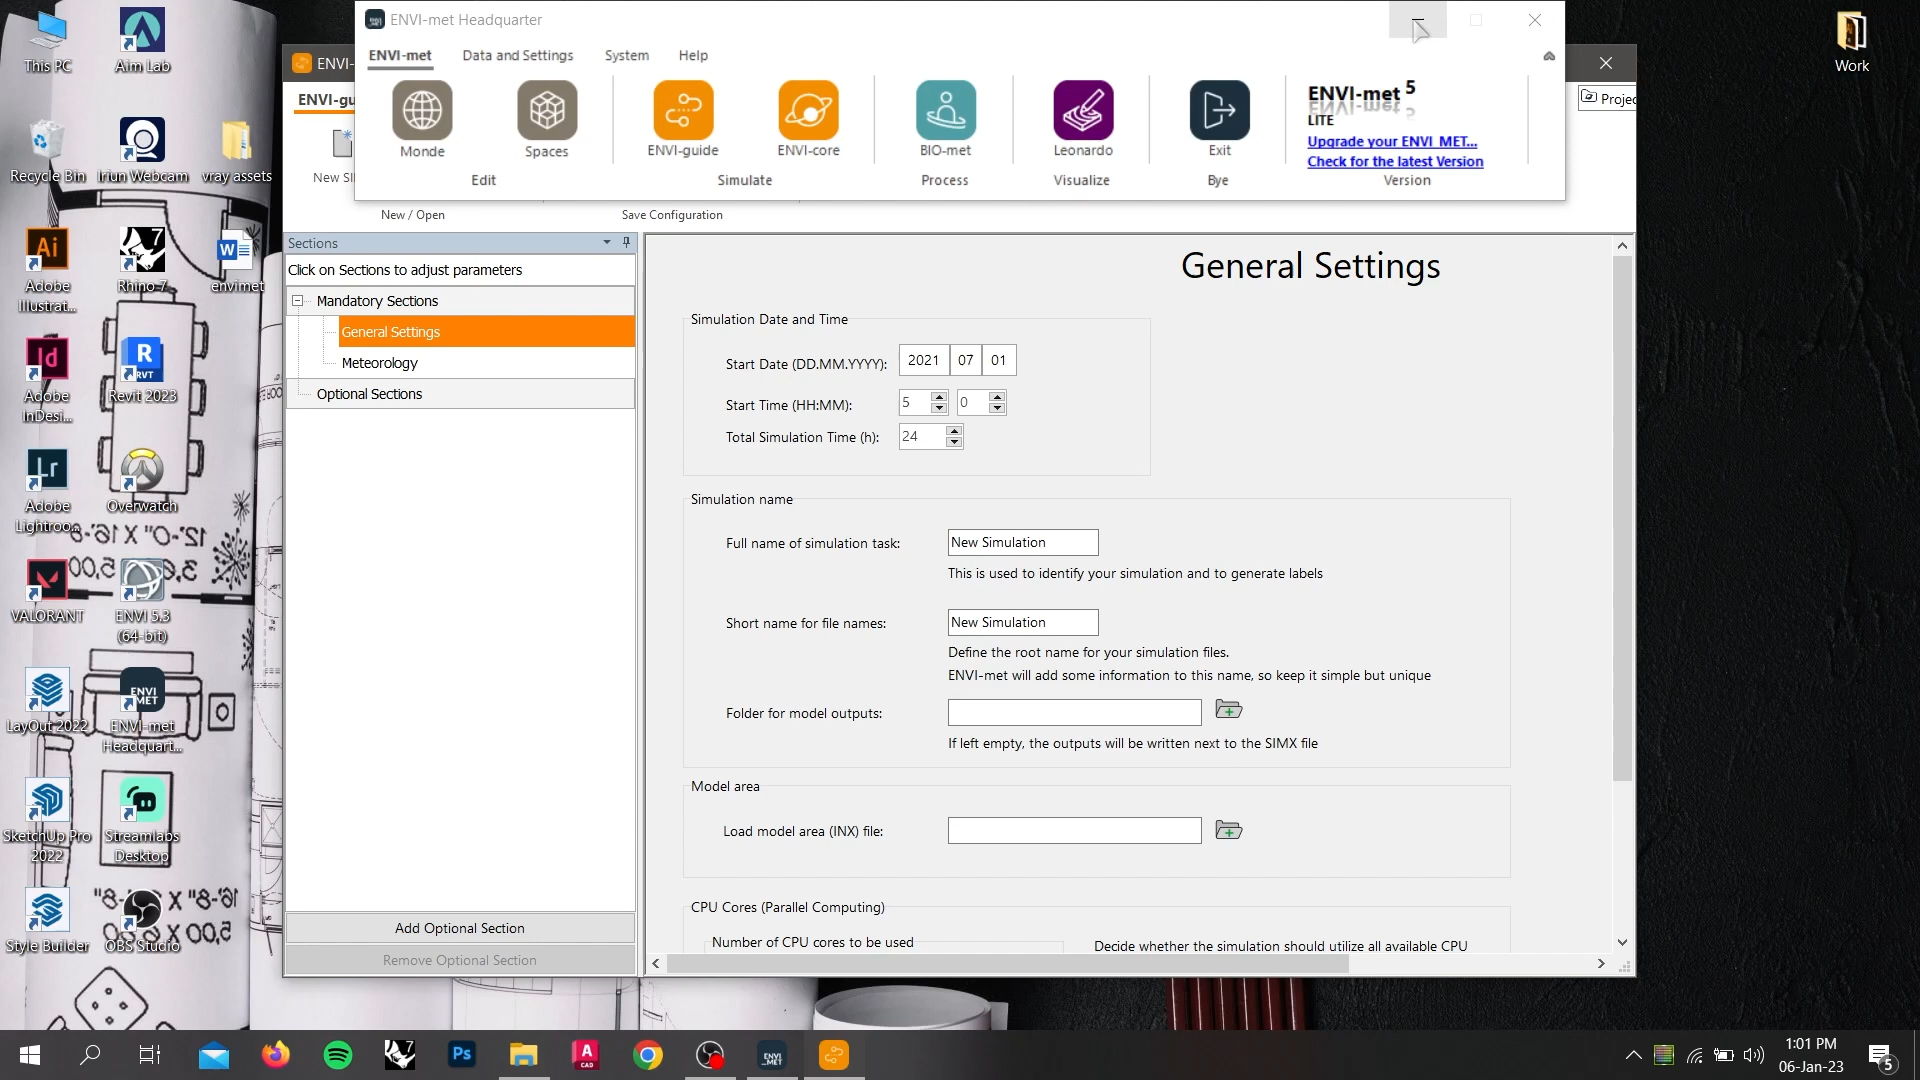 This PC
Aim Lab
Recycle Bin
Iriun Webcam
vray assets
Adobe
Illustrat...
Rhino 7
envimet
Adobe
InDesi...
Revit 2023
Adobe
Lightroo...
Overwatch
VALORANT
ENVI 5.3
(64-bit)
LayOut 2022
ENVI-met
Headquart...
SketchUp Pro
2022
Streamlabs
Desktop
Style Builder
OBS Studio
Work
ENVI-met Headquarter
ENVI-met
Data and Settings
System
Help
Monde
Spaces
ENVI-guide
ENVI-core
BIO-met
Leonardo
Exit
ENVI-met 5
LITE
Upgrade your ENVI_MET...
Check for the latest Version
Edit
Simulate
Process
Visualize
Bye
Version
ENVI-
ENVI-gu
New SI
Projec
New / Open
Save Configuration
Sections
Click on Sections to adjust parameters
Mandatory Sections
General Settings
Meteorology
Optional Sections
Add Optional Section
Remove Optional Section
General Settings
Simulation Date and Time
Start Date (DD.MM.YYYY): 2021 07 01
Start Time (HH:MM): 5 0
Total Simulation Time (h): 24
Simulation name
Full name of simulation task: New Simulation
This is used to identify your simulation and to generate labels
Short name for file names: New Simulation
Define the root name for your simulation files.
ENVI-met will add some information to this name, so keep it simple but unique
Folder for model outputs:
If left empty, the outputs will be written next to the SIMX file
Model area
Load model area (INX) file:
CPU Cores (Parallel Computing)
Number of CPU cores to be used
Decide whether the simulation should utilize all available CPU
1:01 PM
06-Jan-23
5